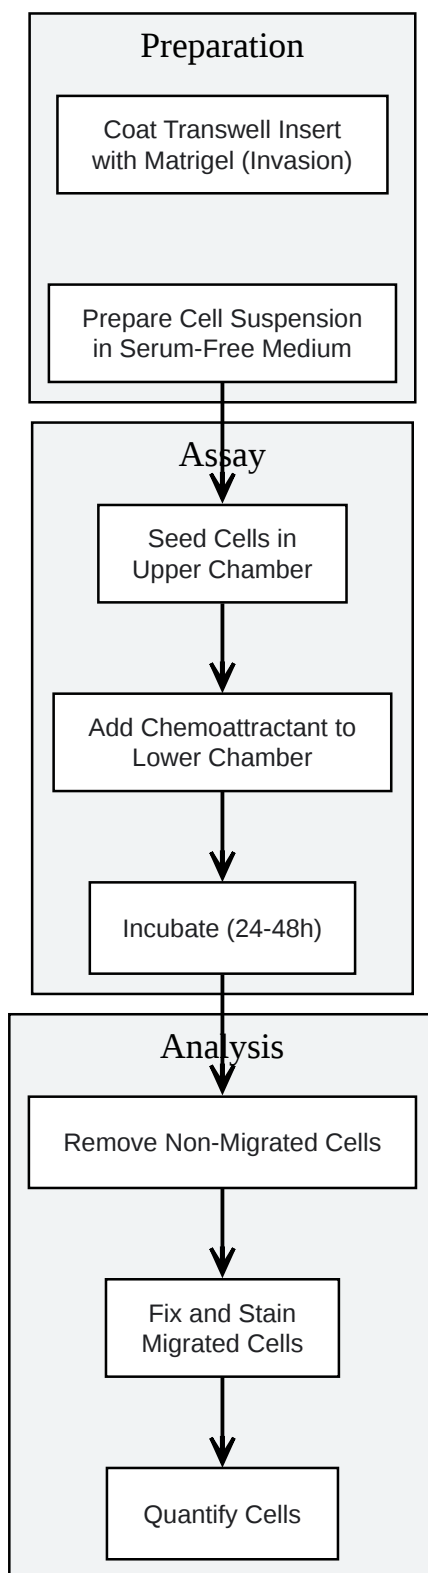 Preparation
Coat Transwell Insert
with Matrigel (Invasion)
Prepare Cell Suspension
in Serum-Free Medium
Assay
Seed Cells in
Upper Chamber
Add Chemoattractant to
Lower Chamber
Incubate (24-48h)
Analysis
Remove Non-Migrated Cells
Fix and Stain
Migrated Cells
Quantify Cells